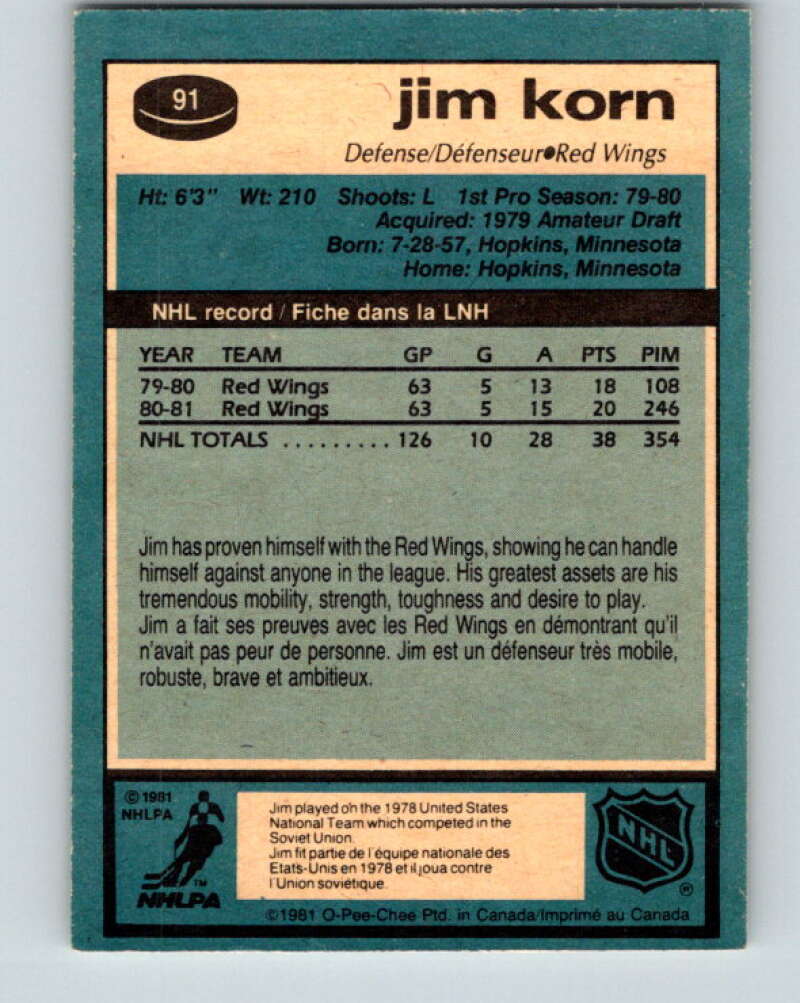 91
jim korn
Defense/Défenseur●Red Wings
Ht: 6'3" Wt: 210 Shoots: L 1st Pro Season: 79-80
Acquired: 1979 Amateur Draft
Born: 7-28-57, Hopkins, Minnesota
Home: Hopkins, Minnesota
NHL record / Fiche dans la LNH
YEAR TEAM GP G A PTS PIM
79-80 Red Wings 63 5 13 18 108
80-81 Red Wings 63 5 15 20 246
NHL TOTALS ......... 126 10 28 38 354
Jim has proven himself with the Red Wings, showing he can handle
himself against anyone in the league. His greatest assets are his
tremendous mobility, strength, toughness and desire to play.
Jim a fait ses preuves avec les Red Wings en démontrant qu'il
n'avait pas peur de personne. Jim est un défenseur très mobile,
robuste, brave et ambitieux.
© 1981
NHLPA
TM
NHLPA
Jim played on the 1978 United States
National Team which competed in the
Soviet Union.
Jim fit partie de l'équipe nationale des
Etats-Unis en 1978 et il joua contre
l'Union soviétique.
NHL
®
©1981 O-Pee-Chee Ptd. in Canada/Imprimé au Canada